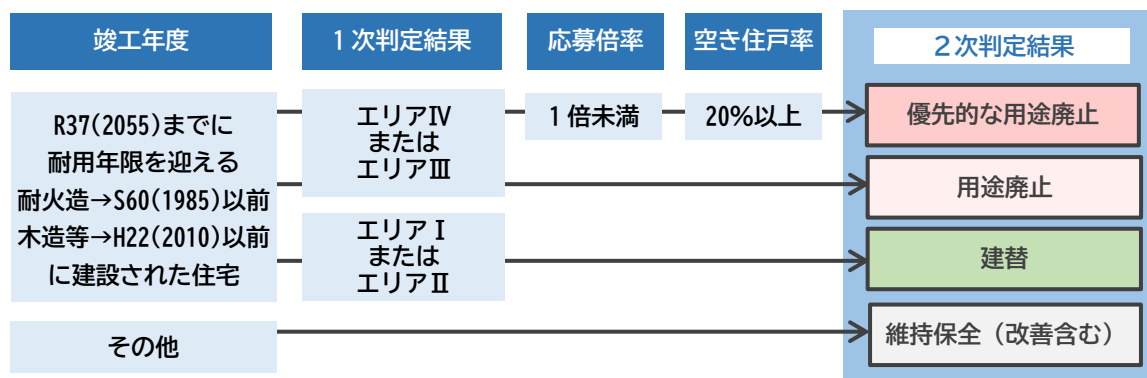 竣工年度
1次判定結果
応募倍率
空き住戸率
2次判定結果
R37(2055)までに
耐用年限を迎える
耐火造→S60(1985)以前
木造等→H22(2010)以前
に建設された住宅
エリアⅣ
または
エリアⅢ
1倍未満
20%以上
優先的な用途廃止
用途廃止
エリアⅠ
または
エリアⅡ
建替
その他
維持保全（改善含む）